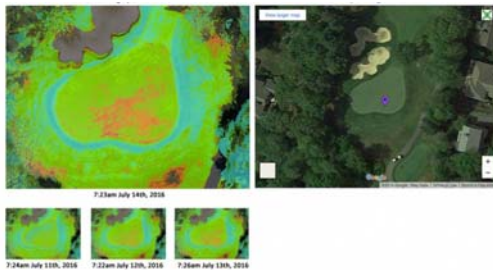 View larger map
7:23am July 14th, 2016
7:24am July 11th, 2016
7:22am July 12th, 2016
7:26am July 13th, 2016